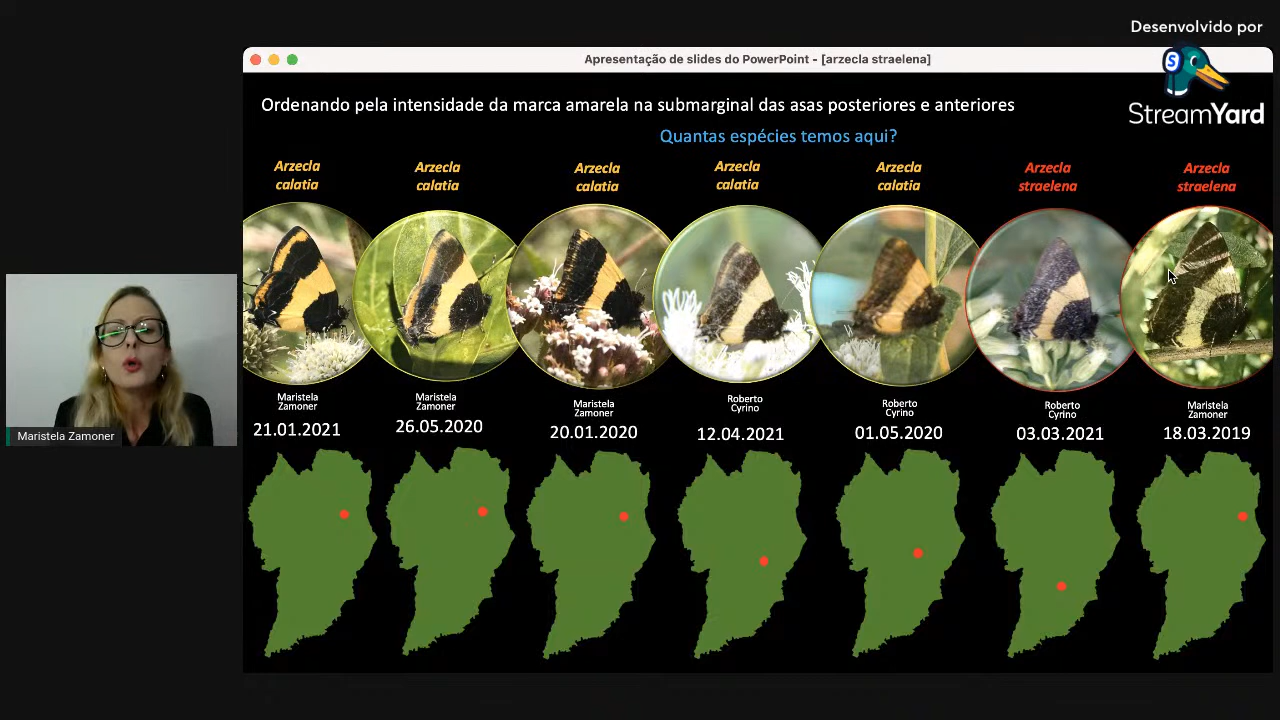 Desenvolvido por
Apresentação de slides do PowerPoint - [arzecla straelena]
S
StreamYard
Ordenando pela intensidade da marca amarela na submarginal das asas posteriores e anteriores
Quantas espécies temos aqui?
Arzecla
calatia
Arzecla
calatia
Arzecla
calatia
Arzecla
calatia
Arzecla
calatia
Arzecla
straelena
Arzecla
straelena
Maristela
Zamoner
Maristela
Zamoner
Maristela
Zamoner
Roberto
Cyrino
Roberto
Cyrino
Roberto
Cyrino
Maristela
Zamoner
21.01.2021
26.05.2020
20.01.2020
12.04.2021
01.05.2020
03.03.2021
18.03.2019
Maristela Zamoner